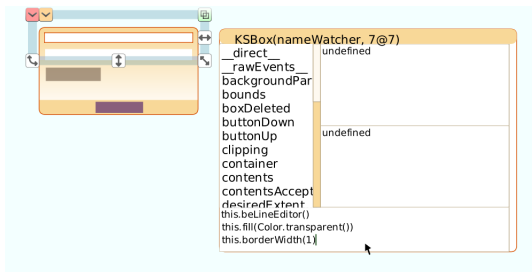 KSBox(nameWatcher, 7@7)
__direct__
__rawEvents__
backgroundPar
bounds
boxDeleted
buttonDown
buttonUp
clipping
container
contents
contentsAccept
desiredExtent
undefined
undefined
this.beLineEditor()
this.fill(Color.transparent())
this.borderWidth(1)